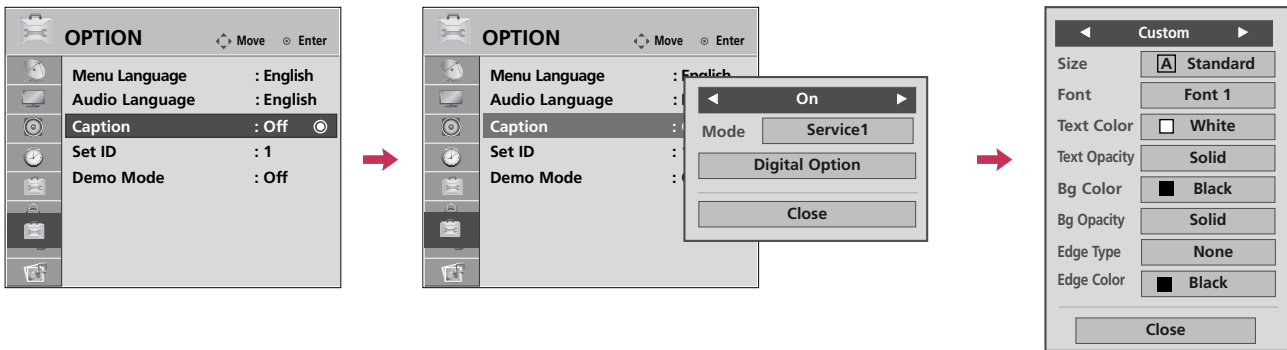 OPTION Move Enter
Menu Language : English
Audio Language : English
Caption : Off
Set ID : 1
Demo Mode : Off
OPTION Move Enter
Menu Language : English
Audio Language :
Caption :
Set ID :
Demo Mode :
On
Mode Service1
Digital Option
Close
Custom
Size A Standard
Font Font 1
Text Color White
Text Opacity Solid
Bg Color Black
Bg Opacity Solid
Edge Type None
Edge Color Black
Close